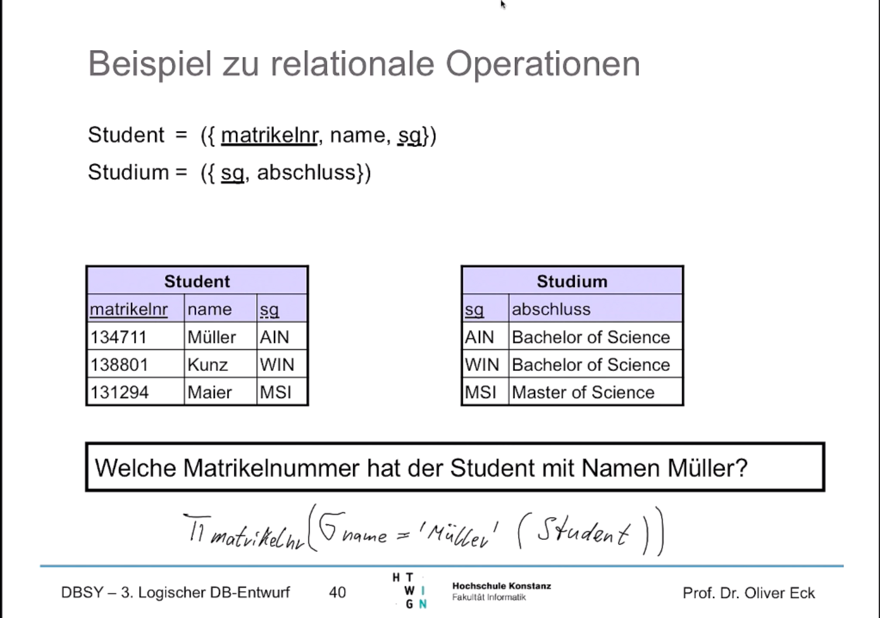 Beispiel zu relationale Operationen
Student = ({ matrikelnr, name, sg})
Studium = ({ sg, abschluss})
Student
matrikelnr name sg
134711 Müller AIN
138801 Kunz WIN
131294 Maier MSI
Studium
sg abschluss
AIN Bachelor of Science
WIN Bachelor of Science
MSI Master of Science
Welche Matrikelnummer hat der Student mit Namen Müller?
π matrikelnr (σ name = 'Müller' (Student))
DBSY – 3. Logischer DB-Entwurf 40
H T
W I
G N
Hochschule Konstanz
Fakultät Informatik
Prof. Dr. Oliver Eck